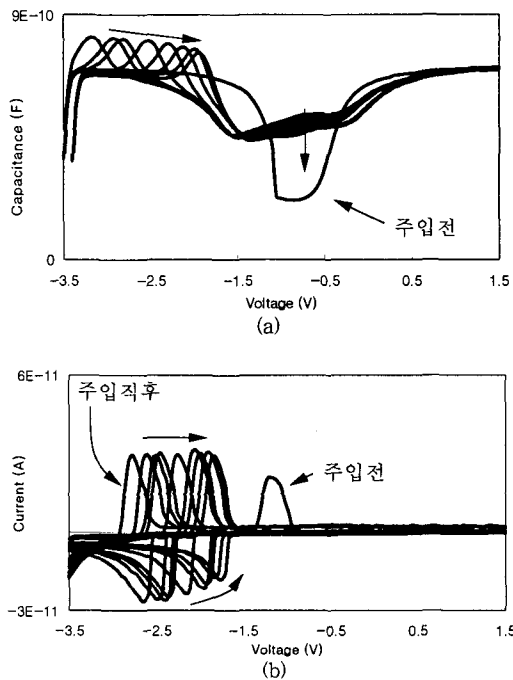 9E-10
Capacitance (F)
주입전
0
-3.5
-2.5
-1.5
-0.5
0.5
1.5
Voltage (V)
(a)
6E-11
주입직후
주입전
Current (A)
-3E-11
-3.5
-2.5
-1.5
-0.5
0.5
1.5
Voltage (V)
(b)